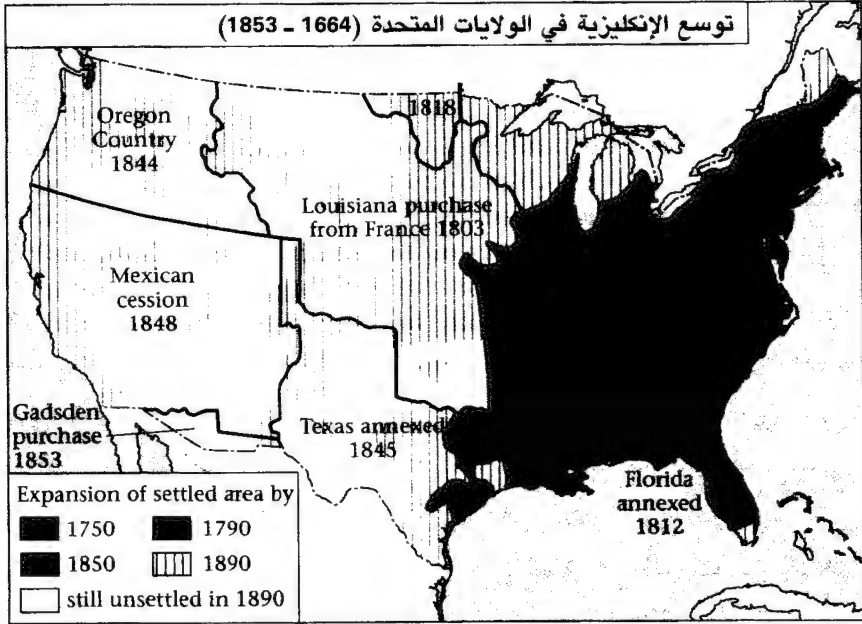 توسع الإنكليزية في الولايات المتحدة (1664 – 1853)
Oregon
Country
1844
1818
Louisiana purchase
from France 1803
Mexican
cession
1848
Gadsden
purchase
1853
Texas annexed
1845
Florida
annexed
1812
Expansion of settled area by
1750
1790
1850
1890
still unsettled in 1890